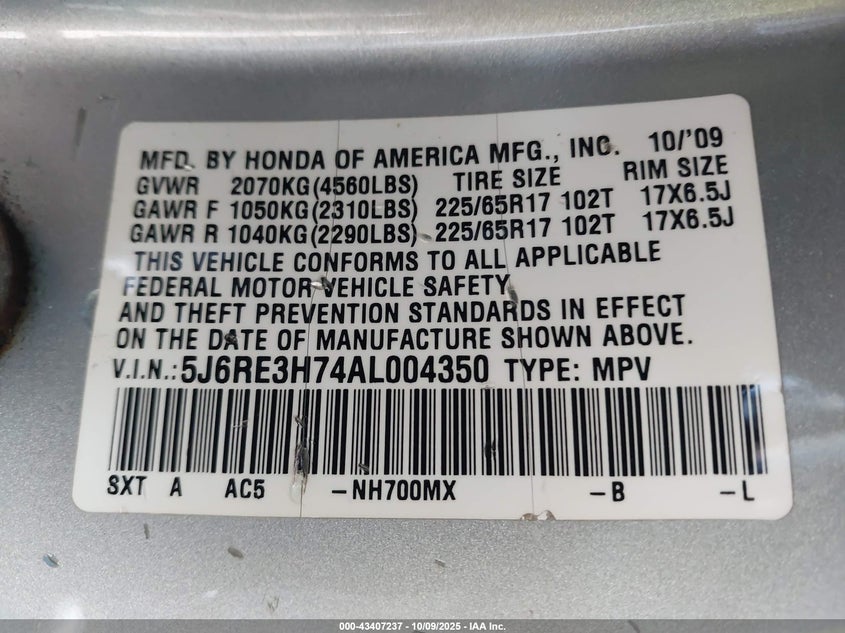 MFD. BY HONDA OF AMERICA MFG., INC. 10/'09
GVWR 2070KG(4560LBS) TIRE SIZE RIM SIZE
GAWR F 1050KG(2310LBS) 225/65R17 102T 17X6.5J
GAWR R 1040KG(2290LBS) 225/65R17 102T 17X6.5J
THIS VEHICLE CONFORMS TO ALL APPLICABLE
FEDERAL MOTOR VEHICLE SAFETY
AND THEFT PREVENTION STANDARDS IN EFFECT
ON THE DATE OF MANUFACTURE SHOWN ABOVE.
V.I.N.: 5J6RE3H74AL004350 TYPE: MPV
SXT A AC5 -NH700MX -B -L
000-43407237 - 10/09/2025 - IAA Inc.